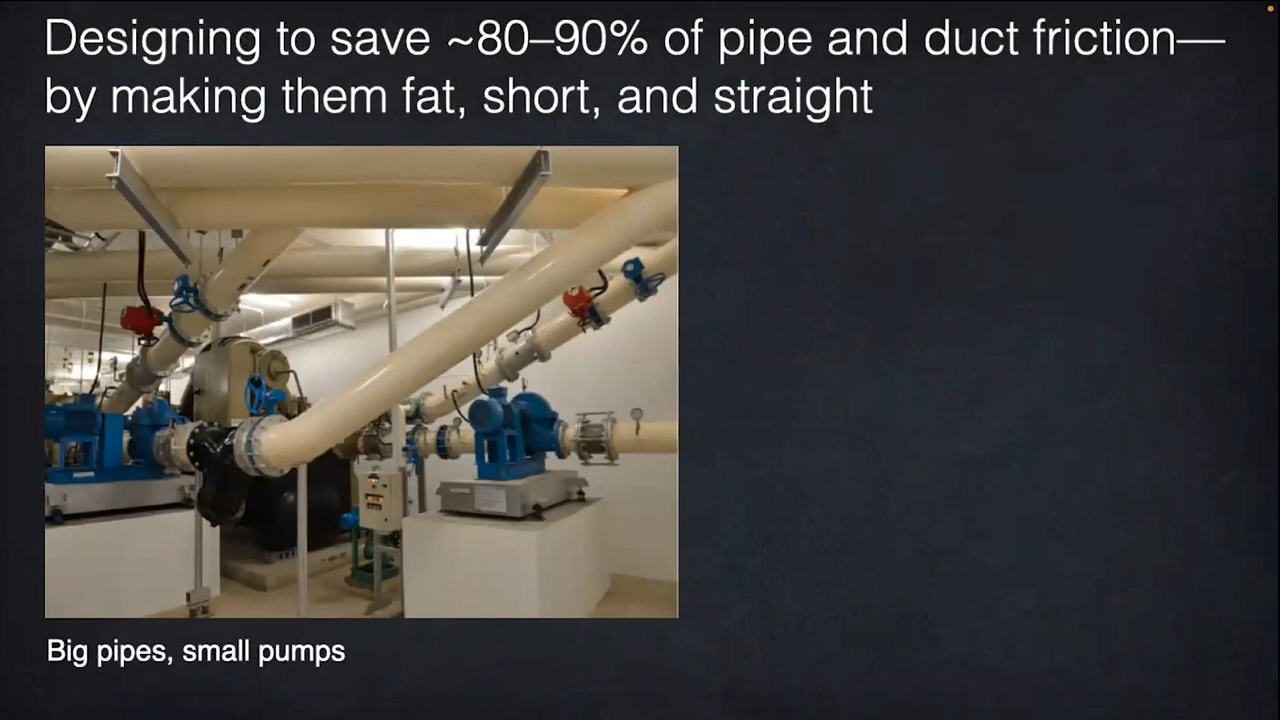 Designing to save ~80–90% of pipe and duct friction—
by making them fat, short, and straight
Big pipes, small pumps